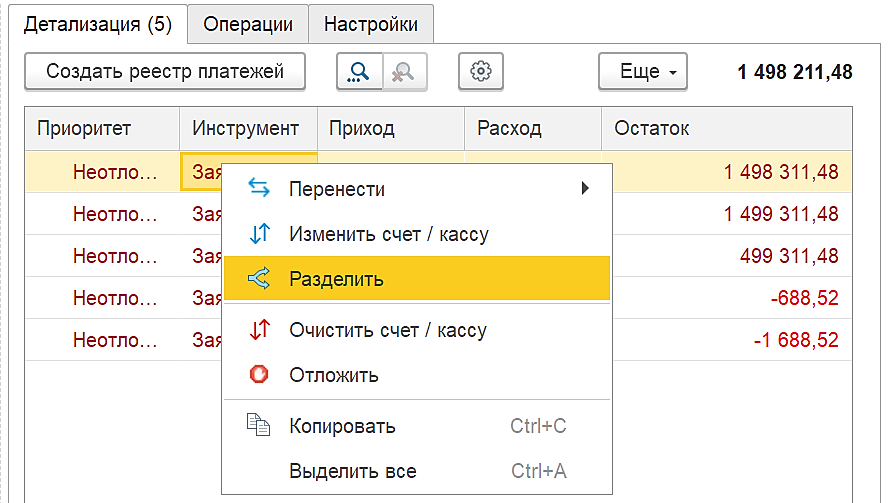 Детализация (5) Операции Настройки
Создать реестр платежей Еще 1 498 211,48
Приоритет Инструмент Приход Расход Остаток
Неотло... Зая 1 498 311,48
Перенести
Неотло... Зая 1 499 311,48
Изменить счет / кассу
Неотло... Зая 499 311,48
Разделить
Неотло... Зая -688,52
Очистить счет / кассу
Неотло... Зая -1 688,52
Отложить
Копировать Ctrl+C
Выделить все Ctrl+A